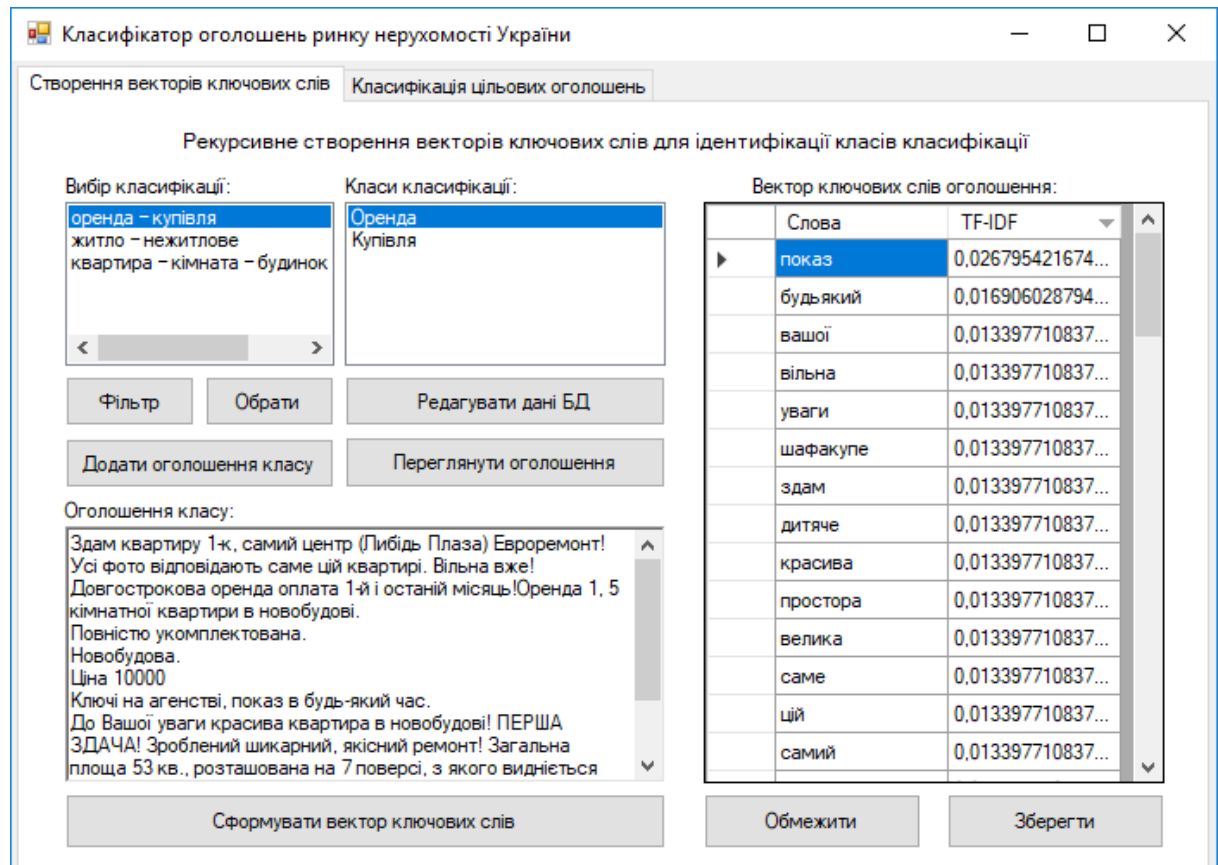 Класифікатор оголошень ринку нерухомості України
Створення векторів ключових слів
Класифікація цільових оголошень
Рекурсивне створення векторів ключових слів для ідентифікації класів класифікації
Вибір класифікації:
оренда – купівля
житло – нежитлове
квартира – кімната – будинок
Класи класифікації:
Оренда
Купівля
Фільтр
Обрати
Редагувати дані БД
Додати оголошення класу
Переглянути оголошення
Оголошення класу:
Здам квартиру 1-к, самий центр (Либідь Плаза) Евроремонт!
Усі фото відповідають саме цій квартирі. Вільна вже!
Довгострокова оренда оплата 1-й і останій місяць!Оренда 1, 5
кімнатної квартири в новобудові.
Повністю укомплектована.
Новобудова.
Ціна 10000
Ключі на агенстві, показ в будь-який час.
До Вашої уваги красива квартира в новобудові! ПЕРША
ЗДАЧА! Зроблений шикарний, якісний ремонт! Загальна
площа 53 кв., розташована на 7 поверсі, з якого видніється
Сформувати вектор ключових слів
Вектор ключових слів оголошення:
Слова TF-IDF
показ 0,026795421674...
будьякий 0,016906028794...
вашої 0,013397710837...
вільна 0,013397710837...
уваги 0,013397710837...
шафакупе 0,013397710837...
здам 0,013397710837...
дитяче 0,013397710837...
красива 0,013397710837...
простора 0,013397710837...
велика 0,013397710837...
саме 0,013397710837...
цій 0,013397710837...
самий 0,013397710837...
Обмежити
Зберегти